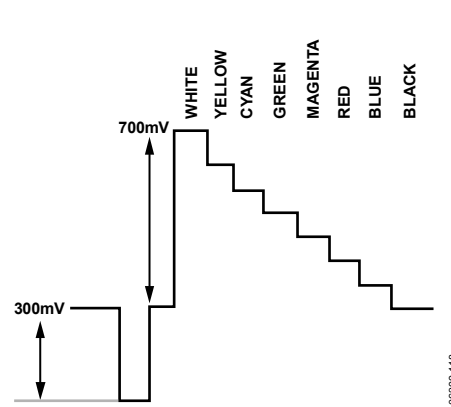 WHITE
YELLOW
CYAN
GREEN
MAGENTA
RED
BLUE
BLACK
700mV
300mV